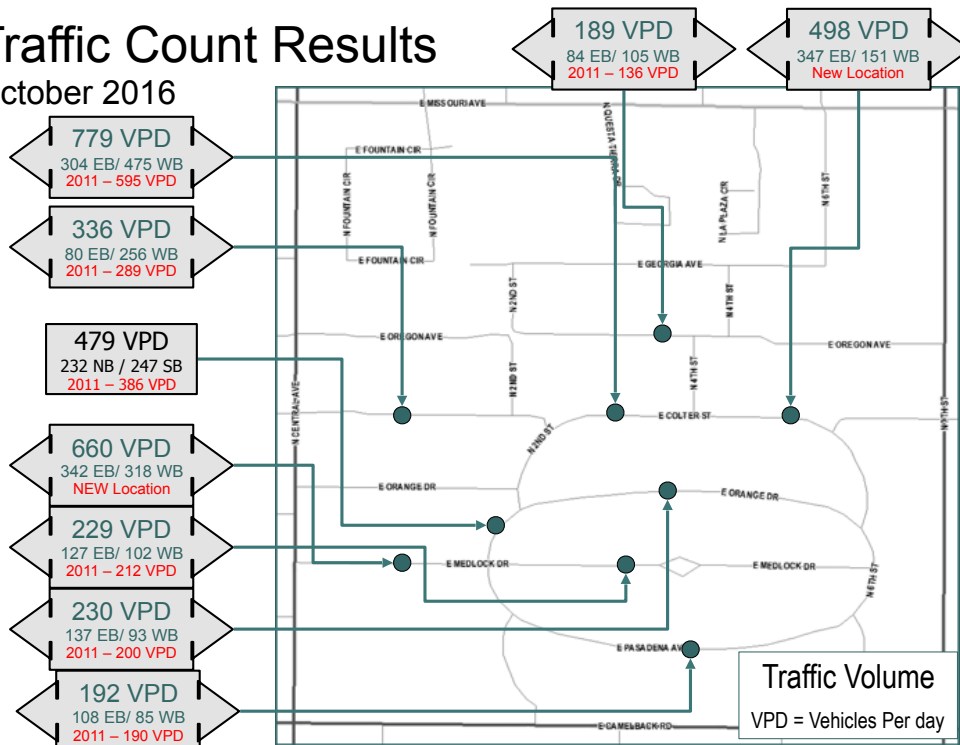 Traffic Count Results
October 2016
189 VPD
84 EB/ 105 WB
2011 – 136 VPD
498 VPD
347 EB/ 151 WB
New Location
779 VPD
304 EB/ 475 WB
2011 – 595 VPD
336 VPD
80 EB/ 256 WB
2011 – 289 VPD
479 VPD
232 NB / 247 SB
2011 – 386 VPD
660 VPD
342 EB/ 318 WB
NEW Location
229 VPD
127 EB/ 102 WB
2011 – 212 VPD
230 VPD
137 EB/ 93 WB
2011 – 200 VPD
192 VPD
108 EB/ 85 WB
2011 – 190 VPD
E MISSOURI AVE
E FOUNTAIN CIR
N FOUNTAIN CIR
N FOUNTAIN CIR
E FOUNTAIN CIR
N QUESTA TIERRA DR
N LA PLAZA CIR
N 6TH ST
E GEORGIA AVE
N 2ND ST
N 4TH ST
E OREGON AVE
E OREGON AVE
N 2ND ST
N 4TH ST
N CENTRAL AVE
E COLTER ST
N 7TH ST
N 2ND ST
E ORANGE DR
E ORANGE DR
E MEDLOCK DR
E MEDLOCK DR
N 6TH ST
E PASADENA AV
E CAMELBACK RD
Traffic Volume
VPD = Vehicles Per day